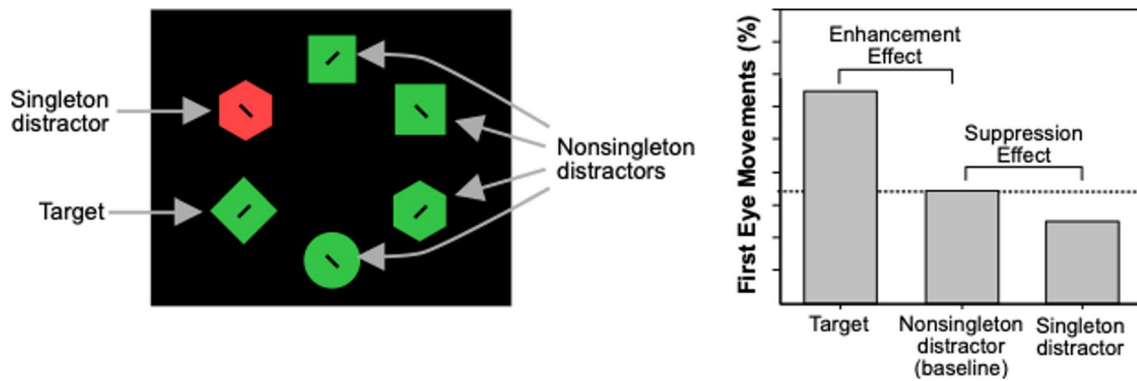 Singleton
distractor
Target
Nonsingleton
distractors
First Eye Movements (%)
Enhancement
Effect
Suppression
Effect
Target
Nonsingleton
distractor
(baseline)
Singleton
distractor